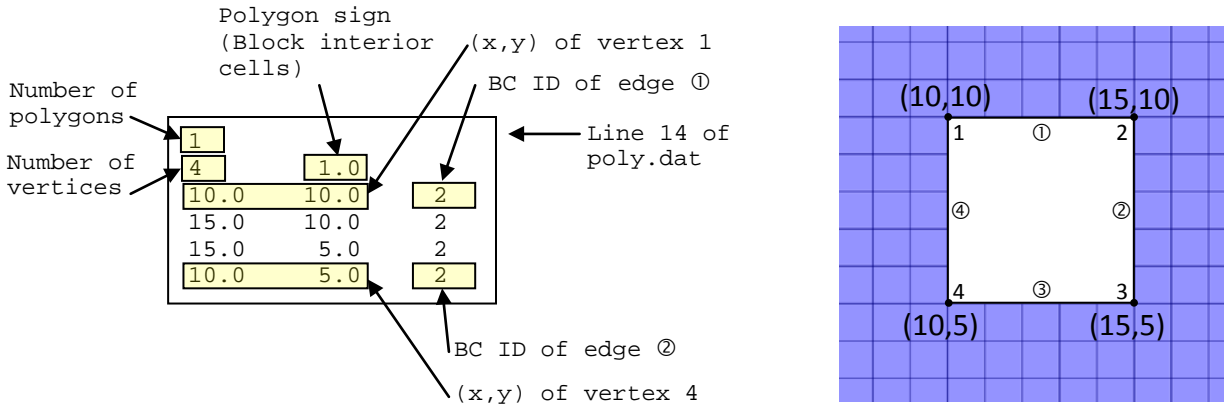 Polygon sign
(Block interior
cells)
(x,y) of vertex 1
BC ID of edge ①
Number of
polygons
Number of
vertices
Line 14 of
poly.dat
1
4 1.0
10.0 10.0 2
15.0 10.0 2
15.0 5.0 2
10.0 5.0 2
BC ID of edge ②
(x,y) of vertex 4
(10,10) (15,10)
1 ① 2
④ ②
4 ③ 3
(10,5) (15,5)